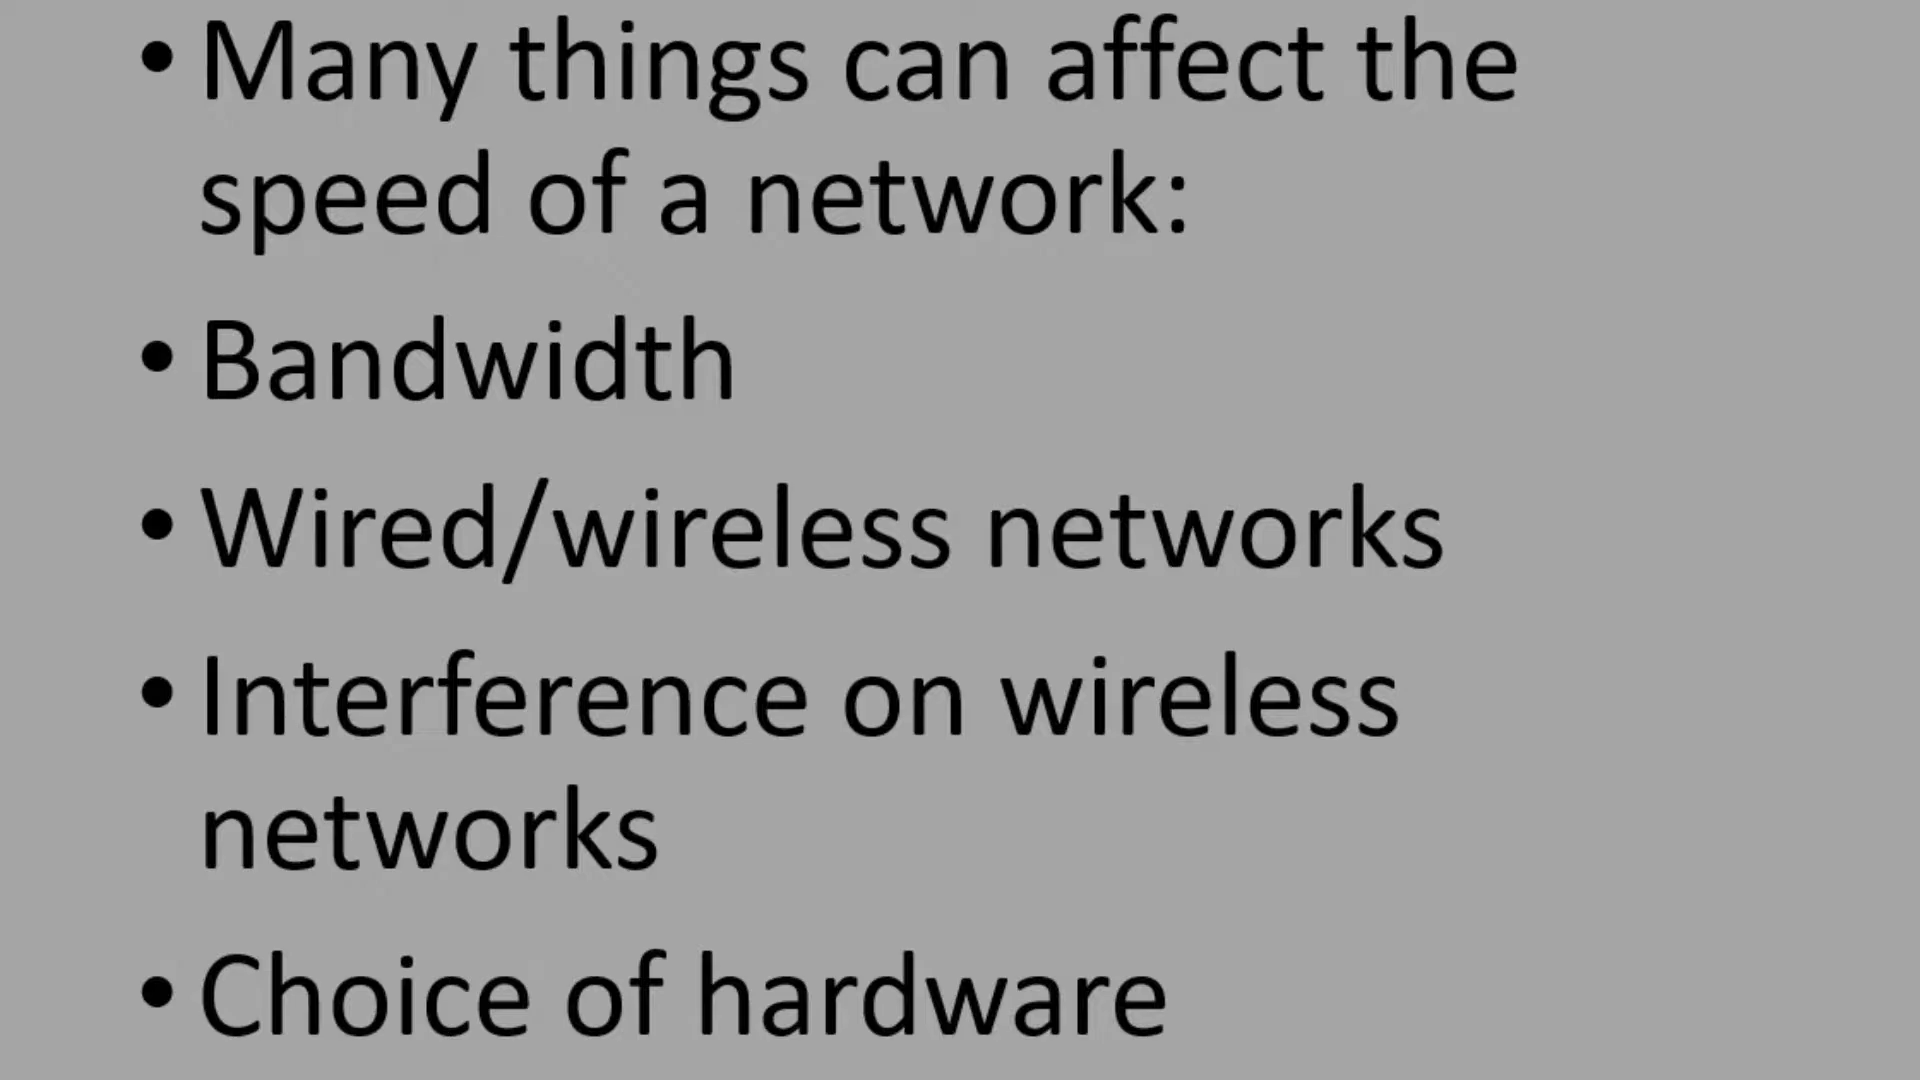 • Many things can affect the
speed of a network:
• Bandwidth
• Wired/wireless networks
• Interference on wireless
networks
• Choice of hardware